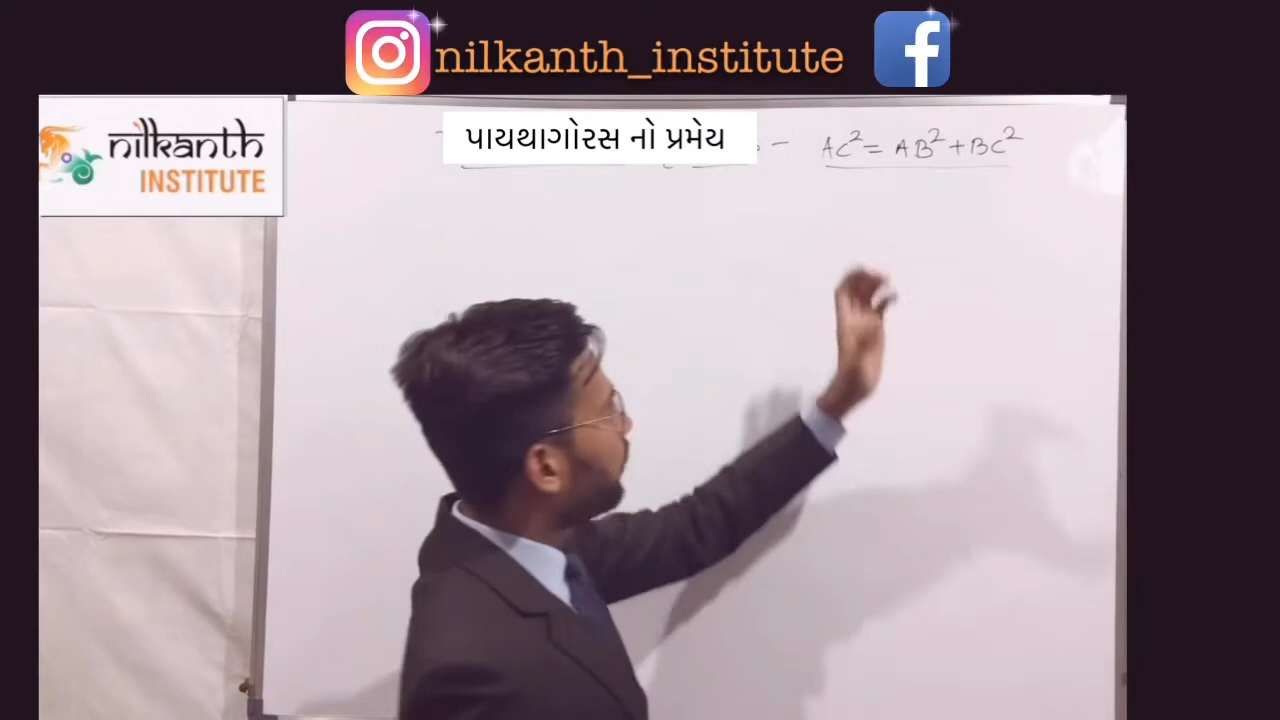 nilkanth_institute
nilkanth
INSTITUTE
પાયથાગોરસ નો પ્રમેય
AC²= AB²+BC²